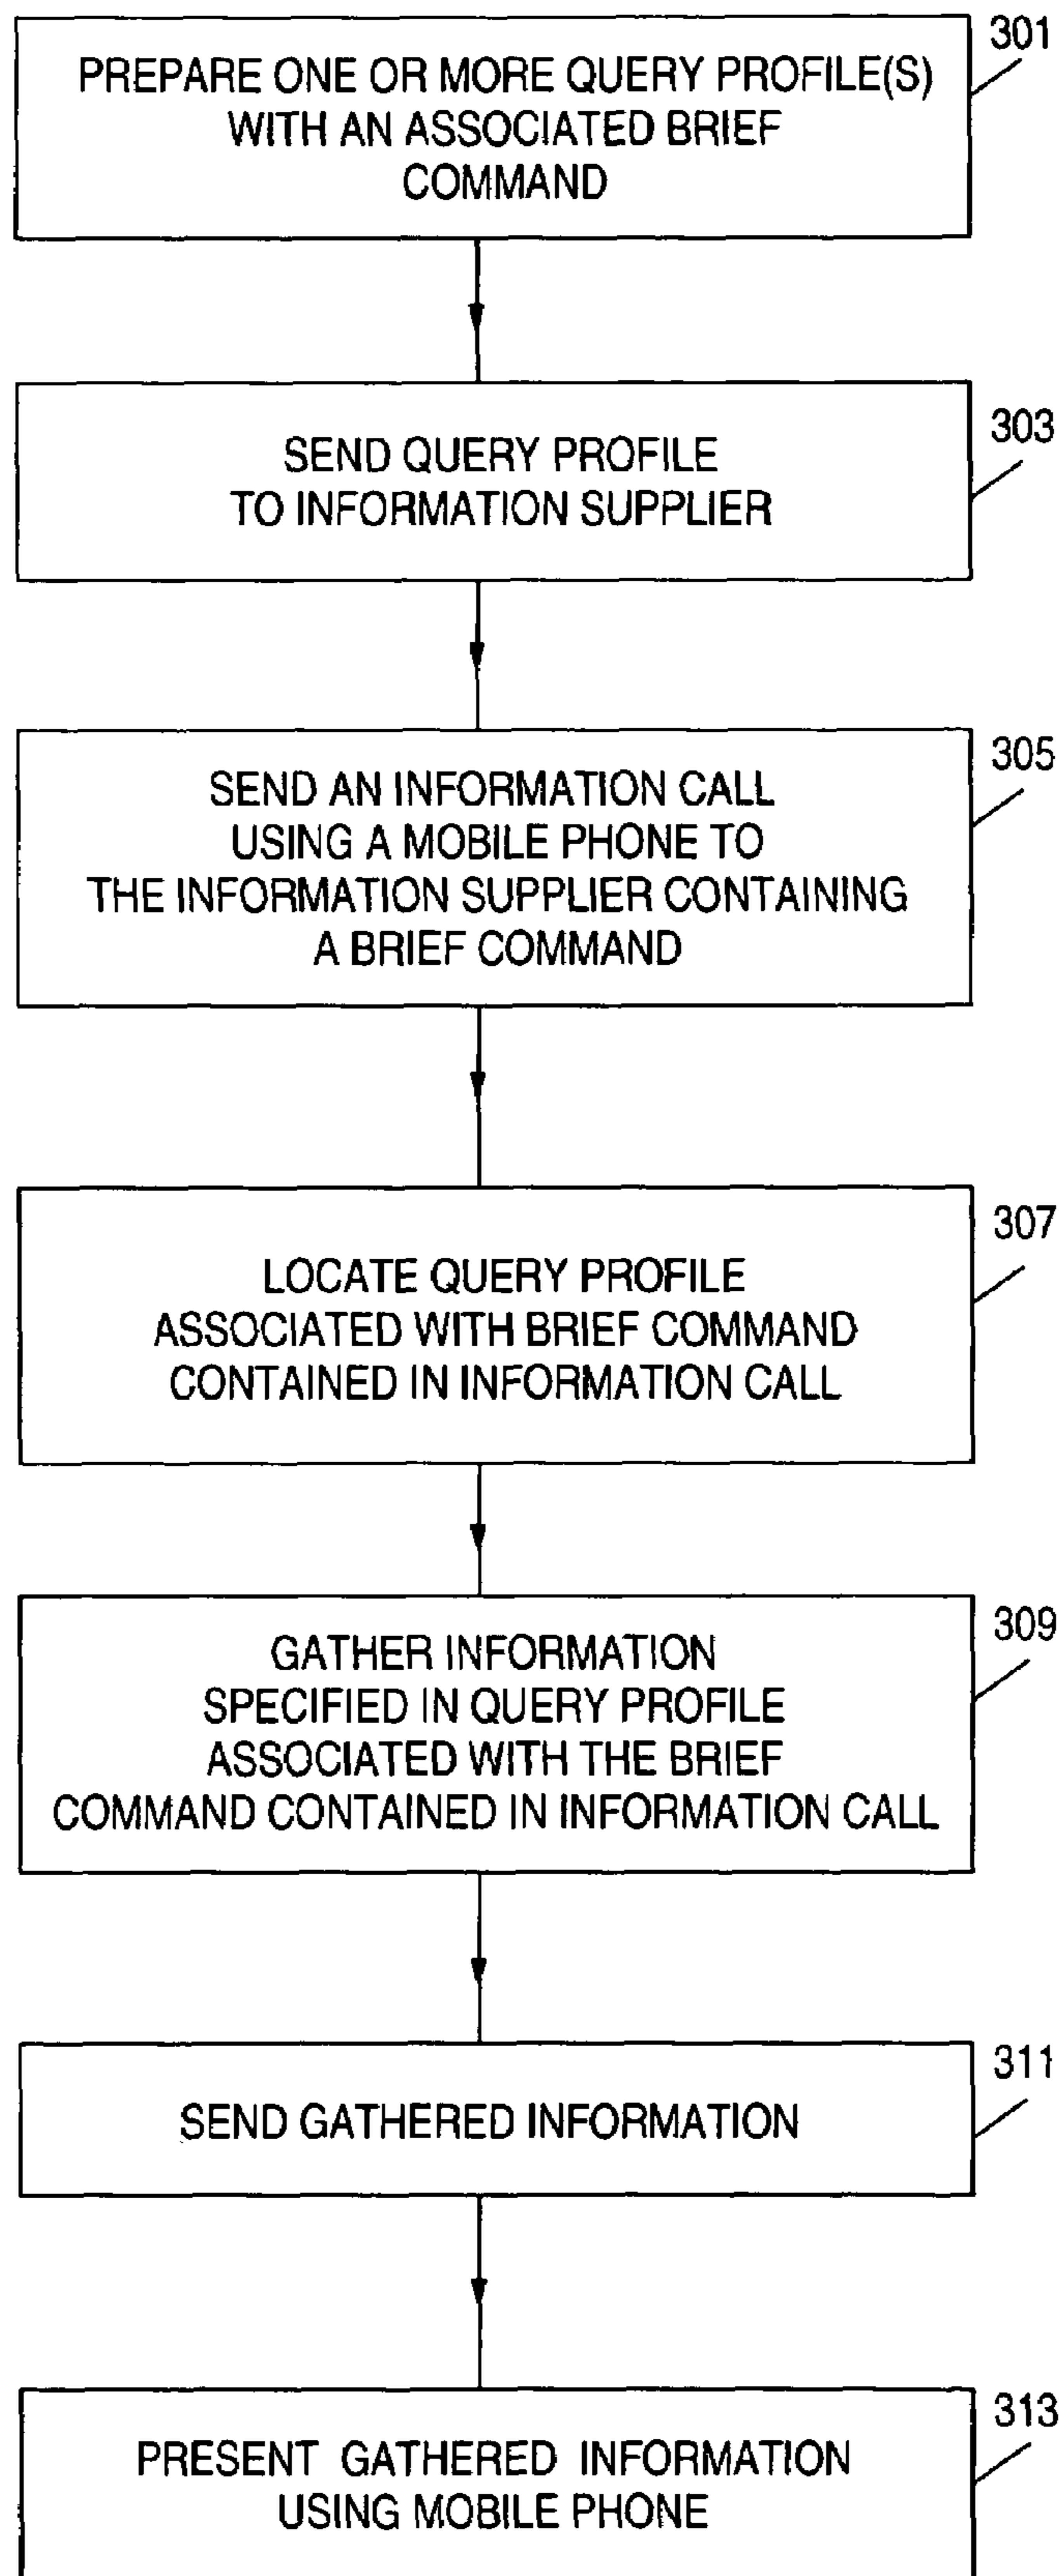 301
PREPARE ONE OR MORE QUERY PROFILE(S)
WITH AN ASSOCIATED BRIEF
COMMAND
303
SEND QUERY PROFILE
TO INFORMATION SUPPLIER
305
SEND AN INFORMATION CALL
USING A MOBILE PHONE TO
THE INFORMATION SUPPLIER CONTAINING
A BRIEF COMMAND
307
LOCATE QUERY PROFILE
ASSOCIATED WITH BRIEF COMMAND
CONTAINED IN INFORMATION CALL
309
GATHER INFORMATION
SPECIFIED IN QUERY PROFILE
ASSOCIATED WITH THE BRIEF
COMMAND CONTAINED IN INFORMATION CALL
311
SEND GATHERED INFORMATION
313
PRESENT GATHERED INFORMATION
USING MOBILE PHONE